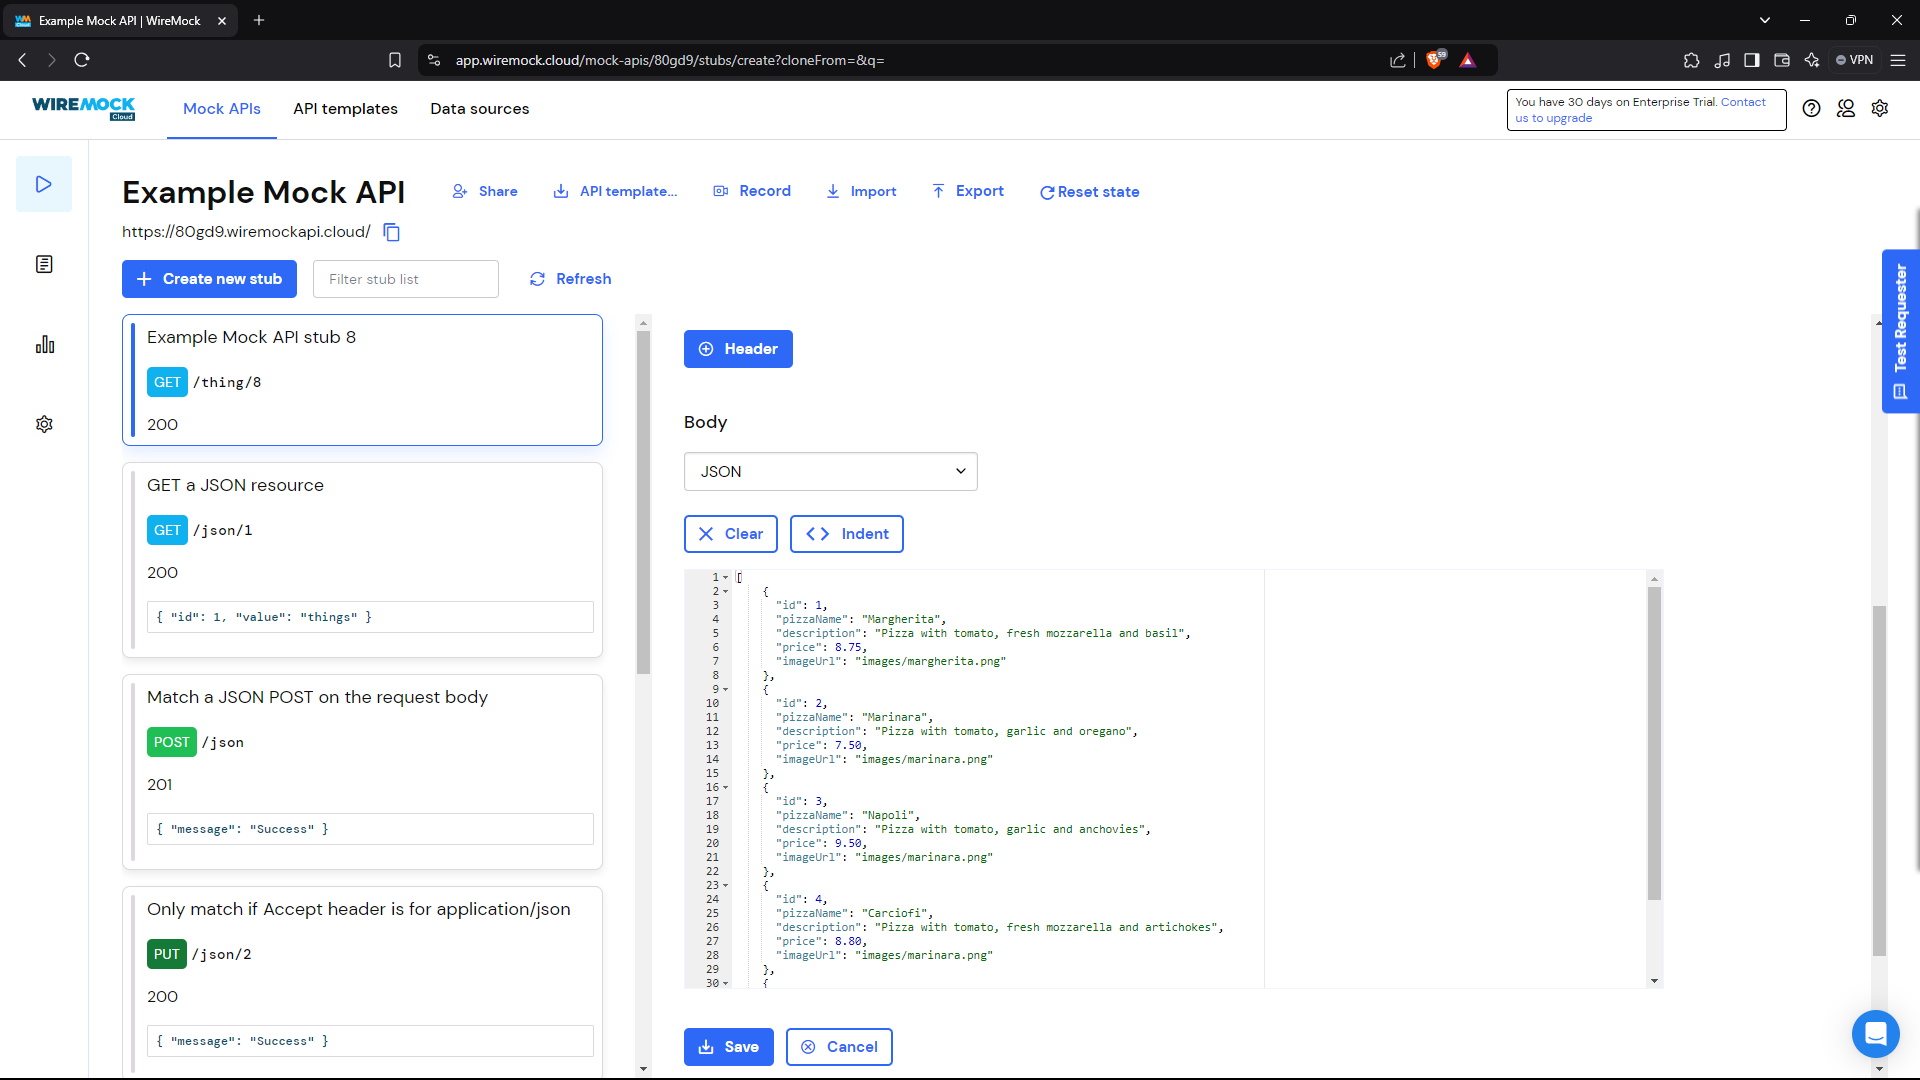 Example Mock API | WireMock
app.wiremock.cloud/mock-apis/80gd9/stubs/create?cloneFrom=&q=
59
VPN
WIREMOCK
Cloud
Mock APIs
API templates
Data sources
You have 30 days on Enterprise Trial. Contact
us to upgrade
Example Mock API
Share
API template...
Record
Import
Export
Reset state
https://80gd9.wiremockapi.cloud/
Create new stub
Filter stub list
Refresh
Test Requester
Example Mock API stub 8
GET /thing/8
200
GET a JSON resource
GET /json/1
200
{ "id": 1, "value": "things" }
Match a JSON POST on the request body
POST /json
201
{ "message": "Success" }
Only match if Accept header is for application/json
PUT /json/2
200
{ "message": "Success" }
Header
Body
JSON
Clear
Indent
1 [
2 {
3 "id": 1,
4 "pizzaName": "Margherita",
5 "description": "Pizza with tomato, fresh mozzarella and basil",
6 "price": 8.75,
7 "imageUrl": "images/margherita.png"
8 },
9 {
10 "id": 2,
11 "pizzaName": "Marinara",
12 "description": "Pizza with tomato, garlic and oregano",
13 "price": 7.50,
14 "imageUrl": "images/marinara.png"
15 },
16 {
17 "id": 3,
18 "pizzaName": "Napoli",
19 "description": "Pizza with tomato, garlic and anchovies",
20 "price": 9.50,
21 "imageUrl": "images/marinara.png"
22 },
23 {
24 "id": 4,
25 "pizzaName": "Carciofi",
26 "description": "Pizza with tomato, fresh mozzarella and artichokes",
27 "price": 8.80,
28 "imageUrl": "images/marinara.png"
29 },
30 {
Save
Cancel